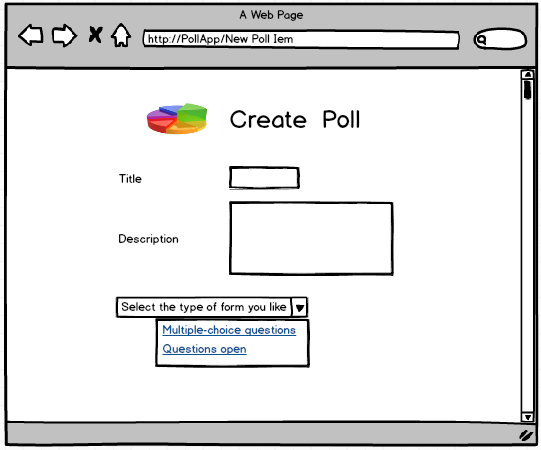 A Web Page
http://PollApp/New Poll Iem
Create Poll
Title
Description
Select the type of form you like
Multiple-choice questions
Questions open